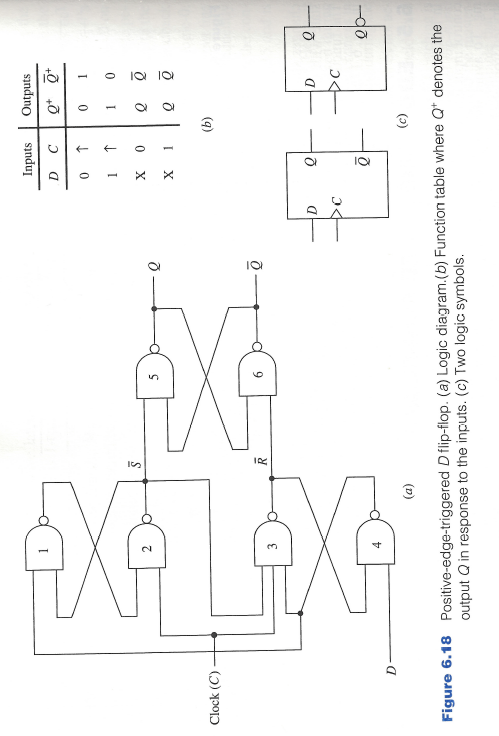 1
2
3
4
5
6
S̅
R̅
Q
Q̅
Clock (C)
D
(a)
Inputs Outputs
D C Q⁺ Q̅⁺
0 ↑ 0 1
1 ↑ 1 0
X 0 Q Q̅
X 1 Q Q̅
(b)
D Q
C
Q̅
D Q
C
Q
(c)
Figure 6.18 Positive-edge-triggered D flip-flop. (a) Logic diagram.(b) Function table where Q⁺ denotes the
output Q in response to the inputs. (c) Two logic symbols.